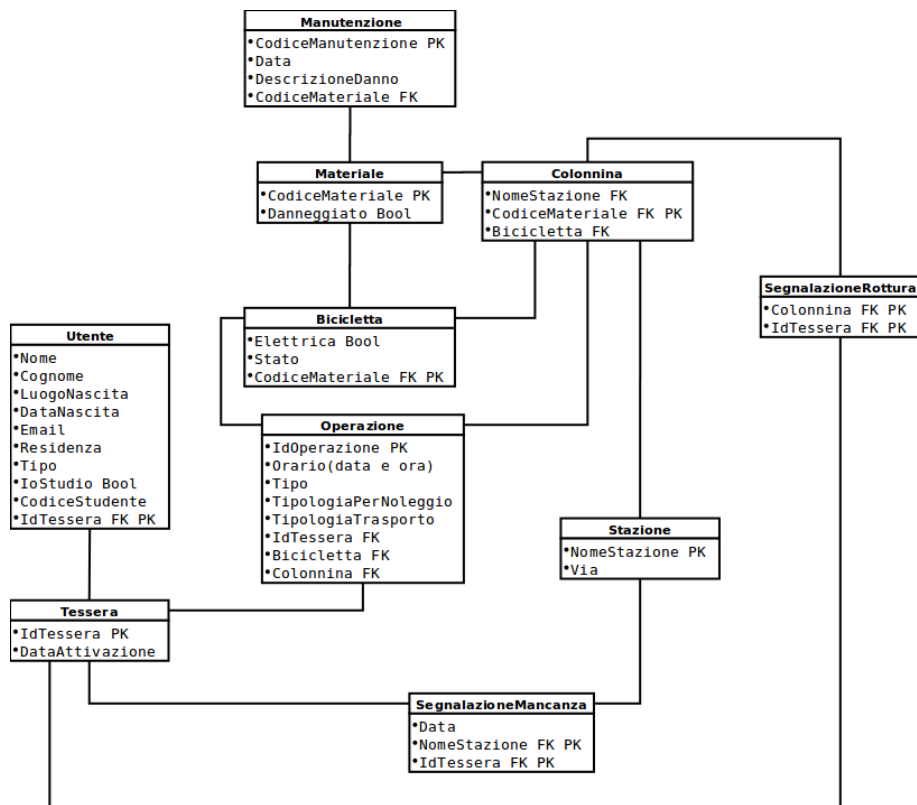 Manutenzione
•CodiceManutenzione PK
•Data
•DescrizioneDanno
•CodiceMateriale FK
Materiale
•CodiceMateriale PK
•Danneggiato Bool
Colonnina
•NomeStazione FK
•CodiceMateriale FK PK
•Bicicletta FK
SegnalazioneRottura
•Colonnina FK PK
•IdTessera FK PK
Bicicletta
•Elettrica Bool
•Stato
•CodiceMateriale FK PK
Utente
•Nome
•Cognome
•LuogoNascita
•DataNascita
•Email
•Residenza
•Tipo
•IoStudio Bool
•CodiceStudente
•IdTessera FK PK
Operazione
•IdOperazione PK
•Orario(data e ora)
•Tipo
•TipologiaPerNoleggio
•TipologiaTrasporto
•IdTessera FK
•Bicicletta FK
•Colonnina FK
Stazione
•NomeStazione PK
•Via
Tessera
•IdTessera PK
•DataAttivazione
SegnalazioneMancanza
•Data
•NomeStazione FK PK
•IdTessera FK PK